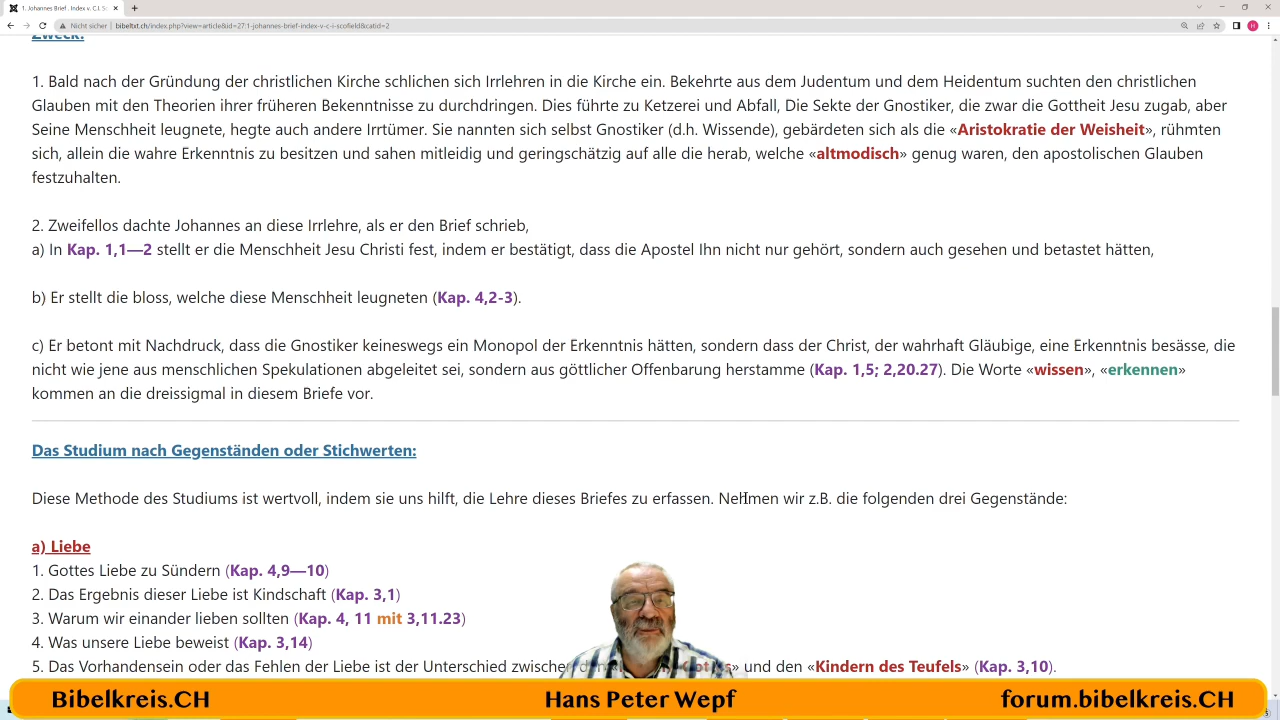 1. Johannes Brief . Index v. C.I. Sc
Nicht sicher | bibeltxt.ch/index.php?view=article&id=27:1-johannes-brief-index-v-c-i-scofield&catid=2
Zweck:
1. Bald nach der Gründung der christlichen Kirche schlichen sich Irrlehren in die Kirche ein. Bekehrte aus dem Judentum und dem Heidentum suchten den christlichen
Glauben mit den Theorien ihrer früheren Bekenntnisse zu durchdringen. Dies führte zu Ketzerei und Abfall, Die Sekte der Gnostiker, die zwar die Gottheit Jesu zugab, aber
Seine Menschheit leugnete, hegte auch andere Irrtümer. Sie nannten sich selbst Gnostiker (d.h. Wissende), gebärdeten sich als die «Aristokratie der Weisheit», rühmten
sich, allein die wahre Erkenntnis zu besitzen und sahen mitleidig und geringschätzig auf alle die herab, welche «altmodisch» genug waren, den apostolischen Glauben
festzuhalten.
2. Zweifellos dachte Johannes an diese Irrlehre, als er den Brief schrieb,
a) In Kap. 1,1—2 stellt er die Menschheit Jesu Christi fest, indem er bestätigt, dass die Apostel Ihn nicht nur gehört, sondern auch gesehen und betastet hätten,
b) Er stellt die bloss, welche diese Menschheit leugneten (Kap. 4,2-3).
c) Er betont mit Nachdruck, dass die Gnostiker keineswegs ein Monopol der Erkenntnis hätten, sondern dass der Christ, der wahrhaft Gläubige, eine Erkenntnis besässe, die
nicht wie jene aus menschlichen Spekulationen abgeleitet sei, sondern aus göttlicher Offenbarung herstamme (Kap. 1,5; 2,20.27). Die Worte «wissen», «erkennen»
kommen an die dreissigmal in diesem Briefe vor.
Das Studium nach Gegenständen oder Stichwerten:
Diese Methode des Studiums ist wertvoll, indem sie uns hilft, die Lehre dieses Briefes zu erfassen. Nehmen wir z.B. die folgenden drei Gegenstände:
a) Liebe
1. Gottes Liebe zu Sündern (Kap. 4,9—10)
2. Das Ergebnis dieser Liebe ist Kindschaft (Kap. 3,1)
3. Warum wir einander lieben sollten (Kap. 4, 11 mit 3,11.23)
4. Was unsere Liebe beweist (Kap. 3,14)
5. Das Vorhandensein oder das Fehlen der Liebe ist der Unterschied zwischen und den «Kindern des Teufels» (Kap. 3,10).
Bibelkreis.CH Hans Peter Wepf forum.bibelkreis.CH